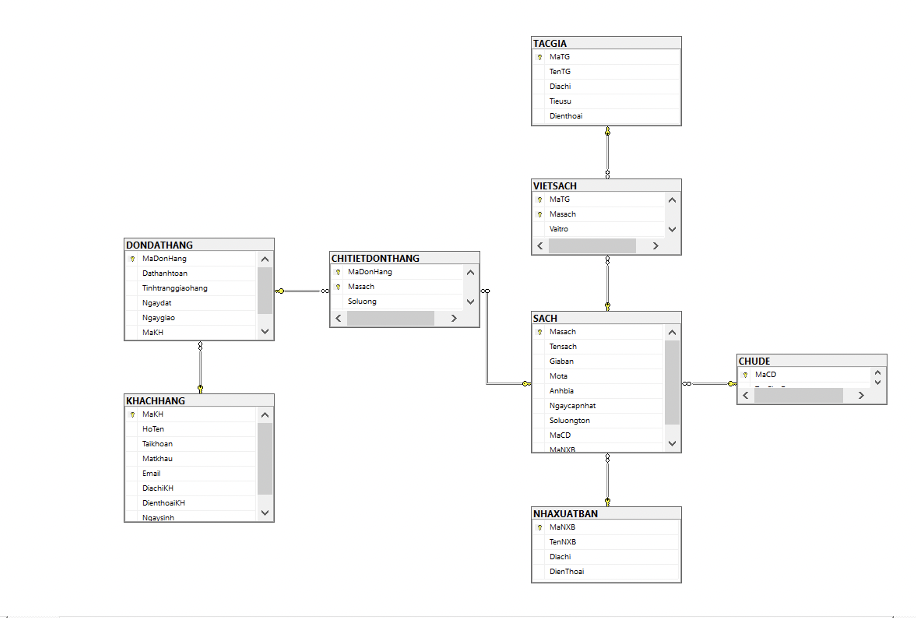 TACGIA
MaTG
TenTG
Diachi
Tieusu
Dienthoai
VIETSACH
MaTG
Masach
Vaitro
DONDATHANG
MaDonHang
Dathanhtoan
Tinhtranggiaohang
Ngaydat
Ngaygiao
MaKH
CHITIETDONTHANG
MaDonHang
Masach
Soluong
SACH
Masach
Tensach
Giaban
Mota
Anhbia
Ngaycapnhat
Soluongton
MaCD
MaNXB
CHUDE
MaCD
KHACHHANG
MaKH
HoTen
Taikhoan
Matkhau
Email
DiachiKH
DienthoaiKH
Ngaysinh
NHAXUATBAN
MaNXB
TenNXB
Diachi
DienThoai